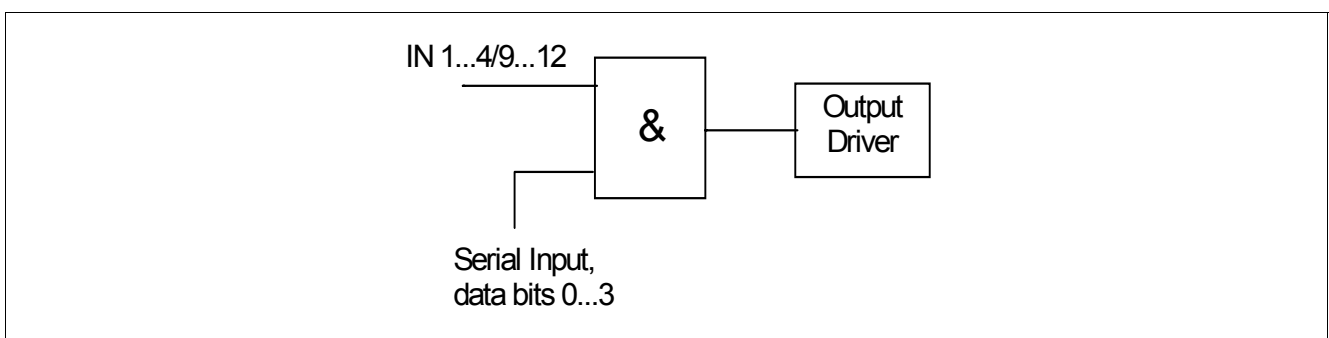 IN 1...4/9...12
&
Output
Driver
Serial Input,
data bits 0...3